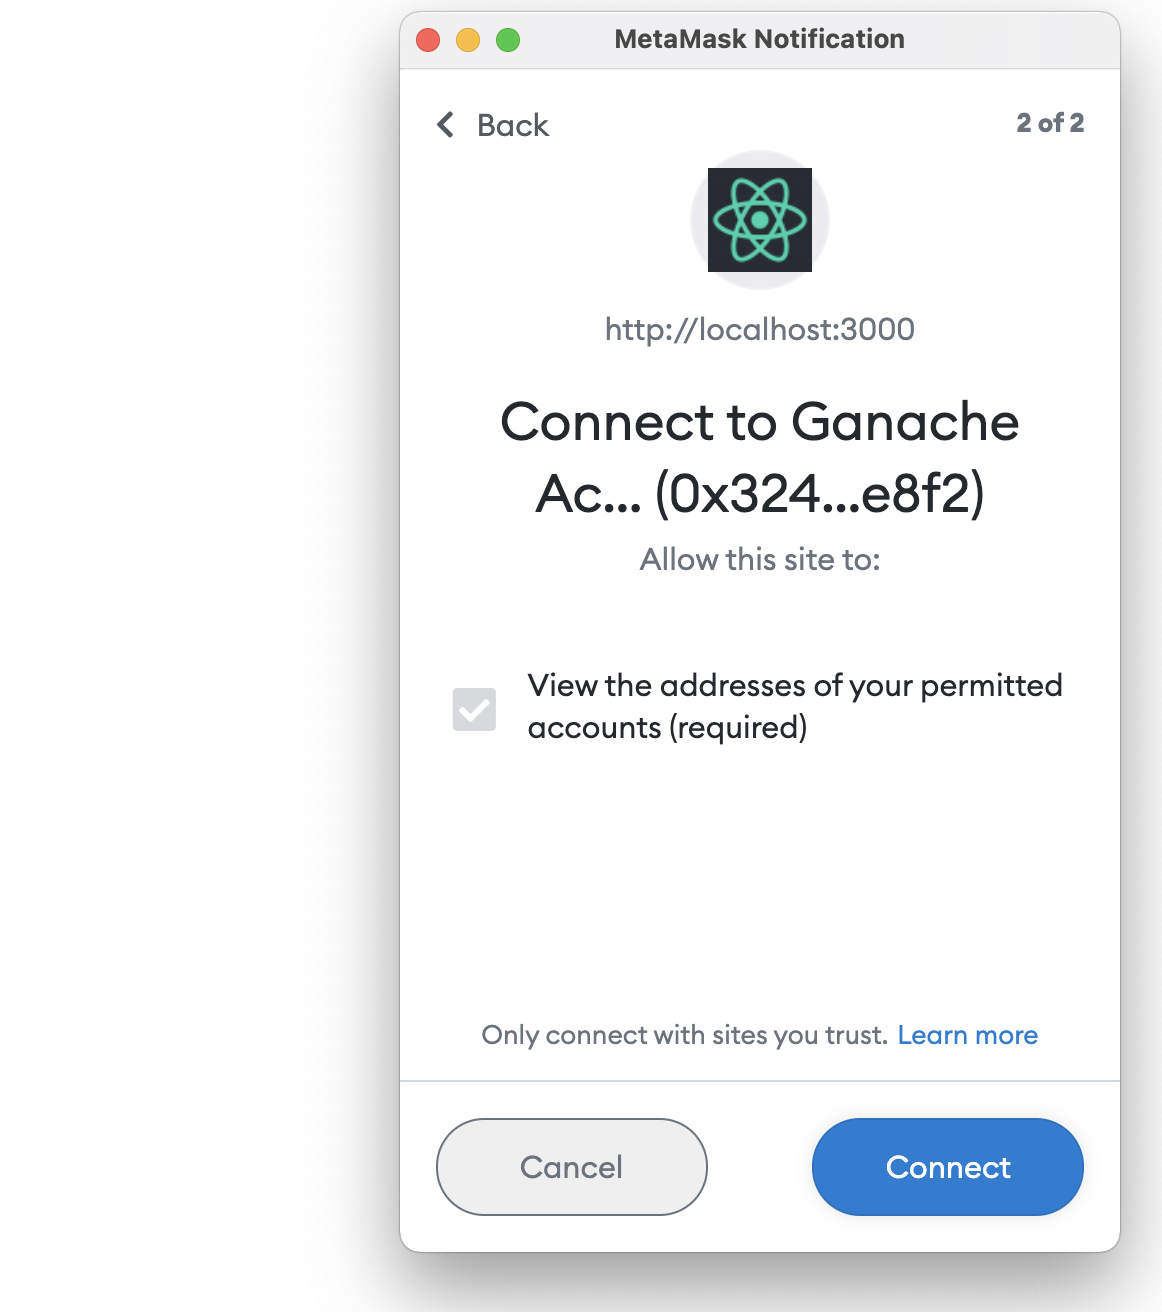 MetaMask Notification
Back
2 of 2
http://localhost:3000
Connect to Ganache
Ac... (0x324...e8f2)
Allow this site to:
View the addresses of your permitted
accounts (required)
Only connect with sites you trust. Learn more
Cancel
Connect